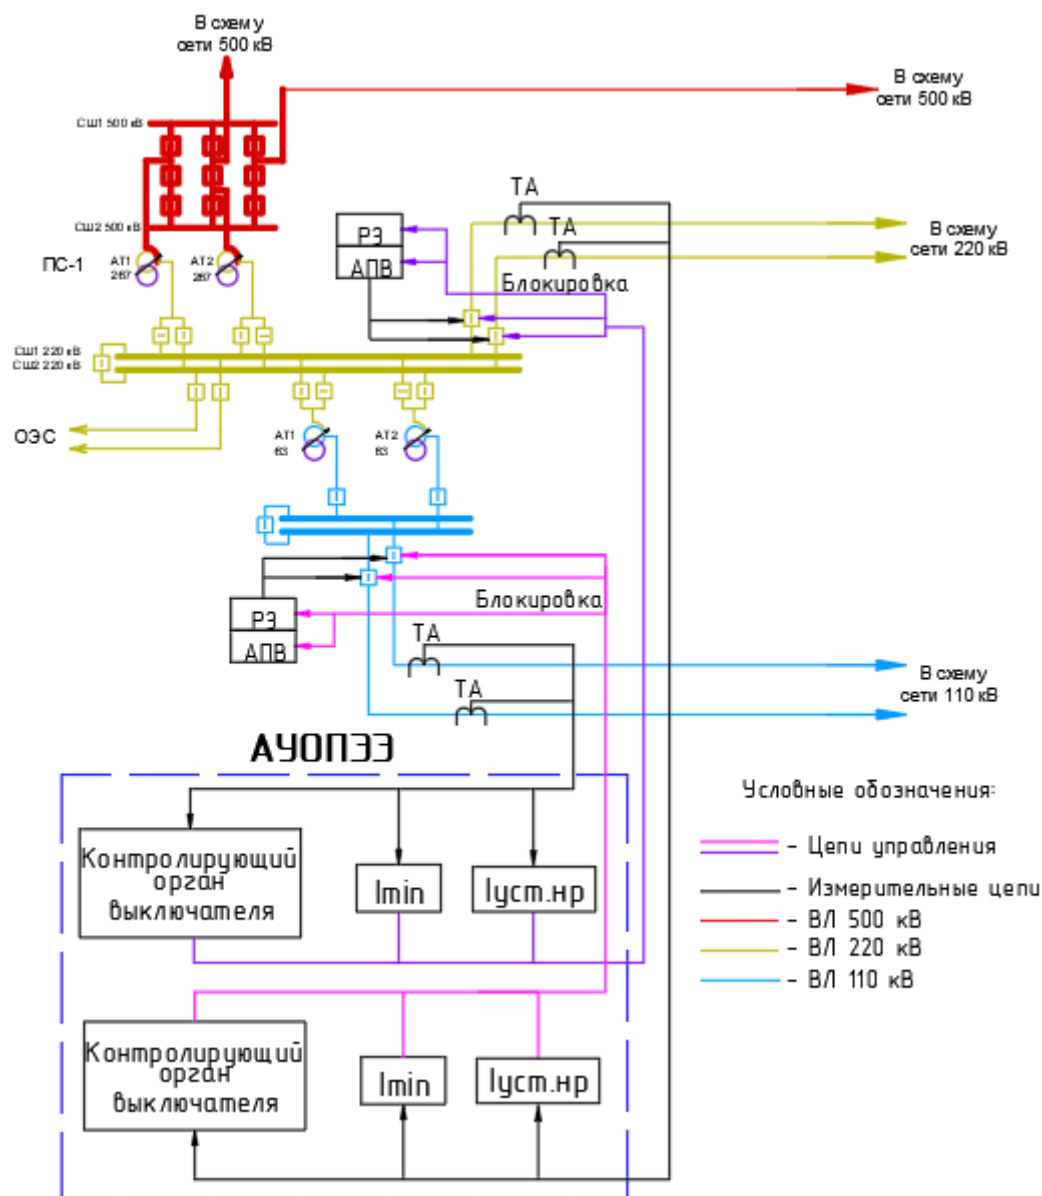 В схему
сети 500 кВ
В схему
сети 500 кВ
СШ1 500 кВ
СШ2 500 кВ
ТА
ТА
РЭ
АПВ
В схему
сети 220 кВ
ПС-1
АТ1
267
АТ2
267
Блокировка
СШ1 220 кВ
СШ2 220 кВ
ОЭС
АТ1
63
АТ2
63
Блокировка
РЭ
АПВ
ТА
ТА
В схему
сети 110 кВ
АУОПЭЭ
Условные обозначения:
Контролирующий
орган
выключателя
Imin
Iуст.нр
- Цепи управления
- Измерительные цепи
- ВЛ 500 кВ
- ВЛ 220 кВ
- ВЛ 110 кВ
Контролирующий
орган
выключателя
Imin
Iуст.нр